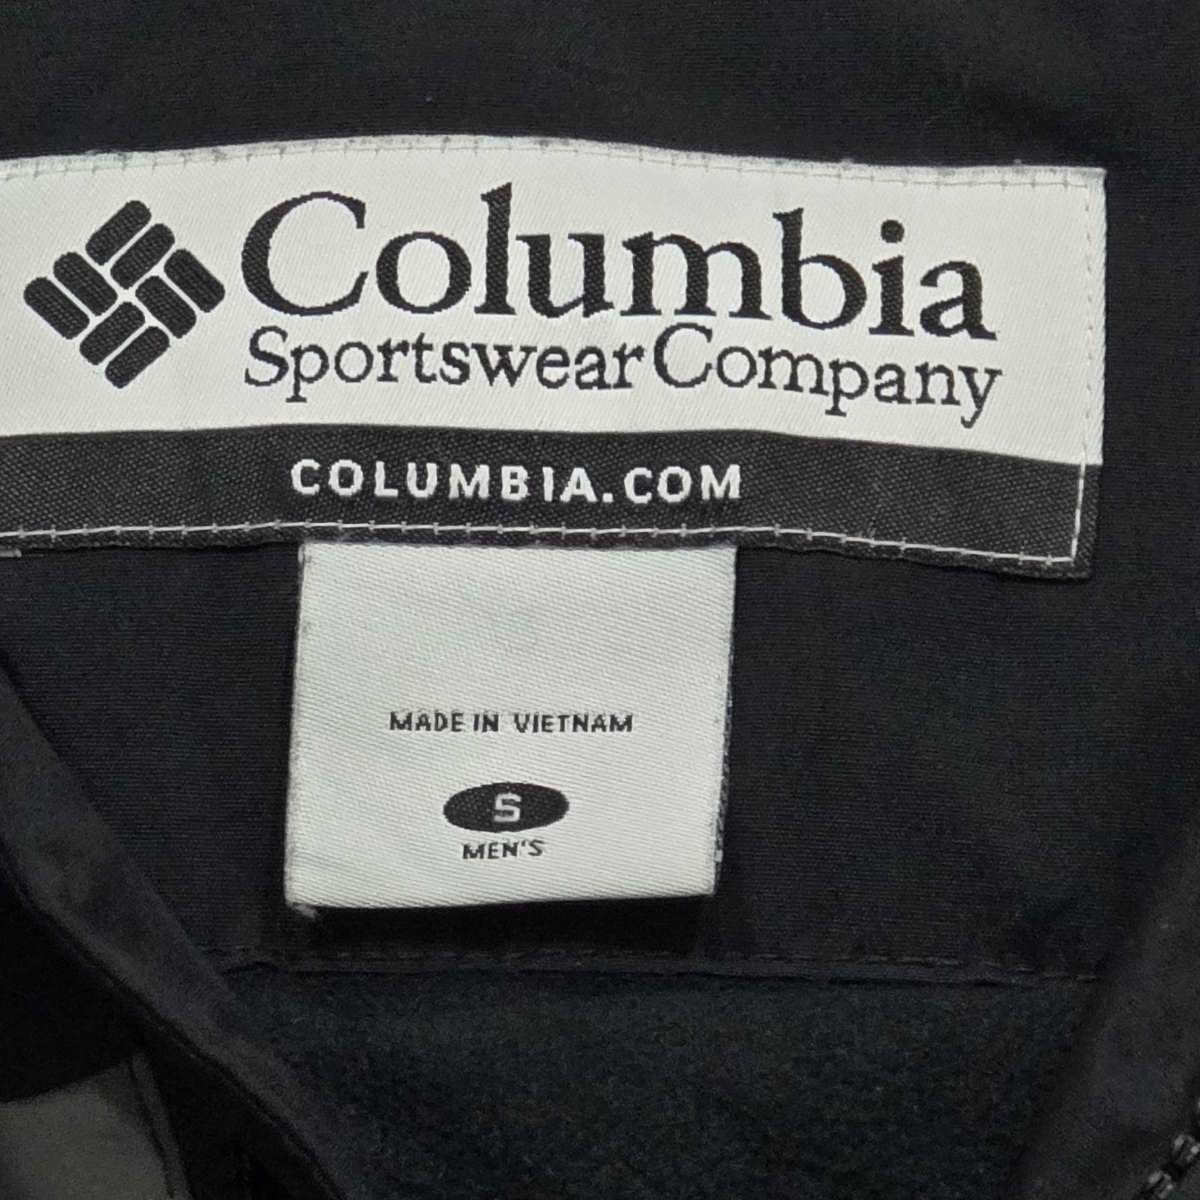 Columbia
Sportswear Company
COLUMBIA.COM
MADE IN VIETNAM
S
MEN'S